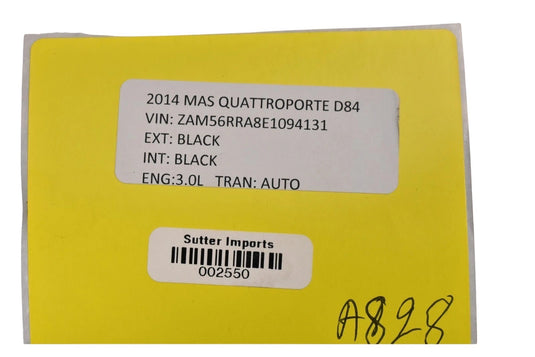 2014 MAS QUATTROPORTE D84
VIN: ZAM56RRA8E1094131
EXT: BLACK
INT: BLACK
ENG:3.0L TRAN: AUTO
Sutter Imports
002550
A828